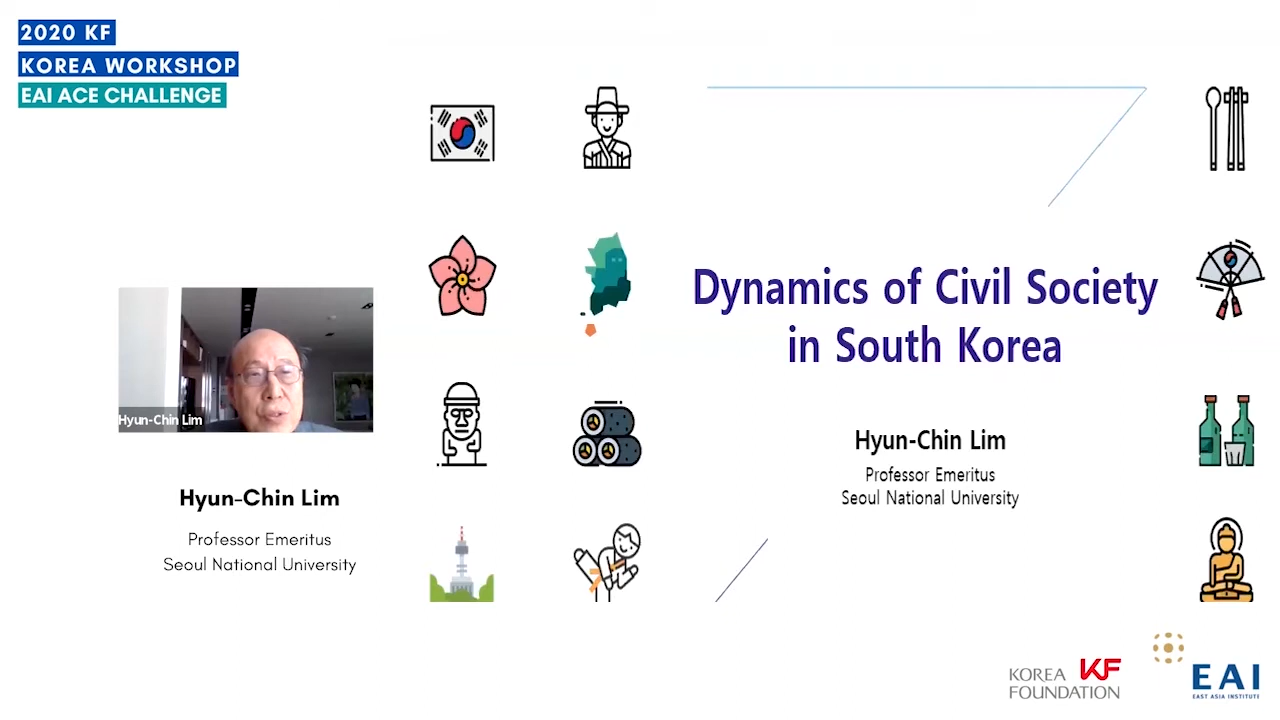 2020 KF
KOREA WORKSHOP
EAI ACE CHALLENGE
Hyun-Chin Lim
Hyun-Chin Lim
Professor Emeritus
Seoul National University
Dynamics of Civil Society
in South Korea
Hyun-Chin Lim
Professor Emeritus
Seoul National University
KOREA KF
FOUNDATION
EAI
EAST ASIA INSTITUTE